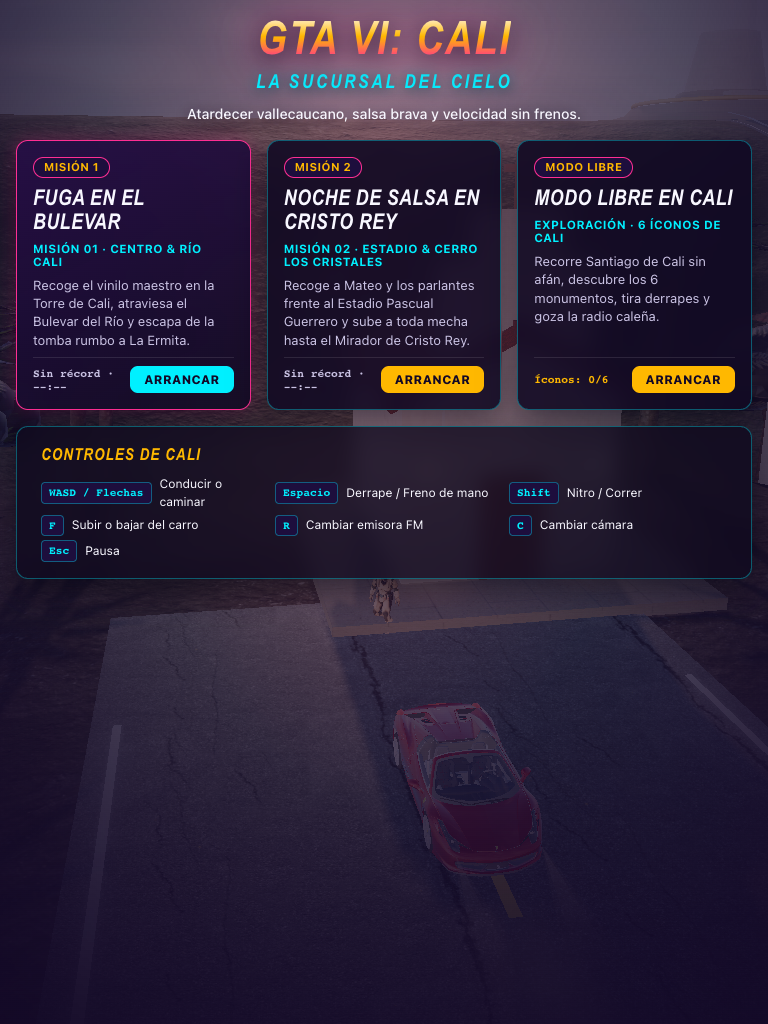 GTA VI: CALI
LA SUCURSAL DEL CIELO
Atardecer vallecaucano, salsa brava y velocidad sin frenos.
MISIÓN 1
FUGA EN EL
BULEVAR
MISIÓN 01 · CENTRO & RÍO
CALI
Recoge el vinilo maestro en la
Torre de Cali, atraviesa el
Bulevar del Río y escapa de la
tomba rumbo a La Ermita.
Sin récord ·
--:--
ARRANCAR
MISIÓN 2
NOCHE DE SALSA EN
CRISTO REY
MISIÓN 02 · ESTADIO & CERRO
LOS CRISTALES
Recoge a Mateo y los parlantes
frente al Estadio Pascual
Guerrero y sube a toda mecha
hasta el Mirador de Cristo Rey.
Sin récord ·
--:--
ARRANCAR
MODO LIBRE
MODO LIBRE EN CALI
EXPLORACIÓN · 6 ÍCONOS DE
CALI
Recorre Santiago de Cali sin
afán, descubre los 6
monumentos, tira derrapes y
goza la radio caleña.
Íconos: 0/6
ARRANCAR
CONTROLES DE CALI
WASD / Flechas Conducir o
caminar
Espacio Derrape / Freno de mano
Shift Nitro / Correr
F Subir o bajar del carro
R Cambiar emisora FM
C Cambiar cámara
Esc Pausa